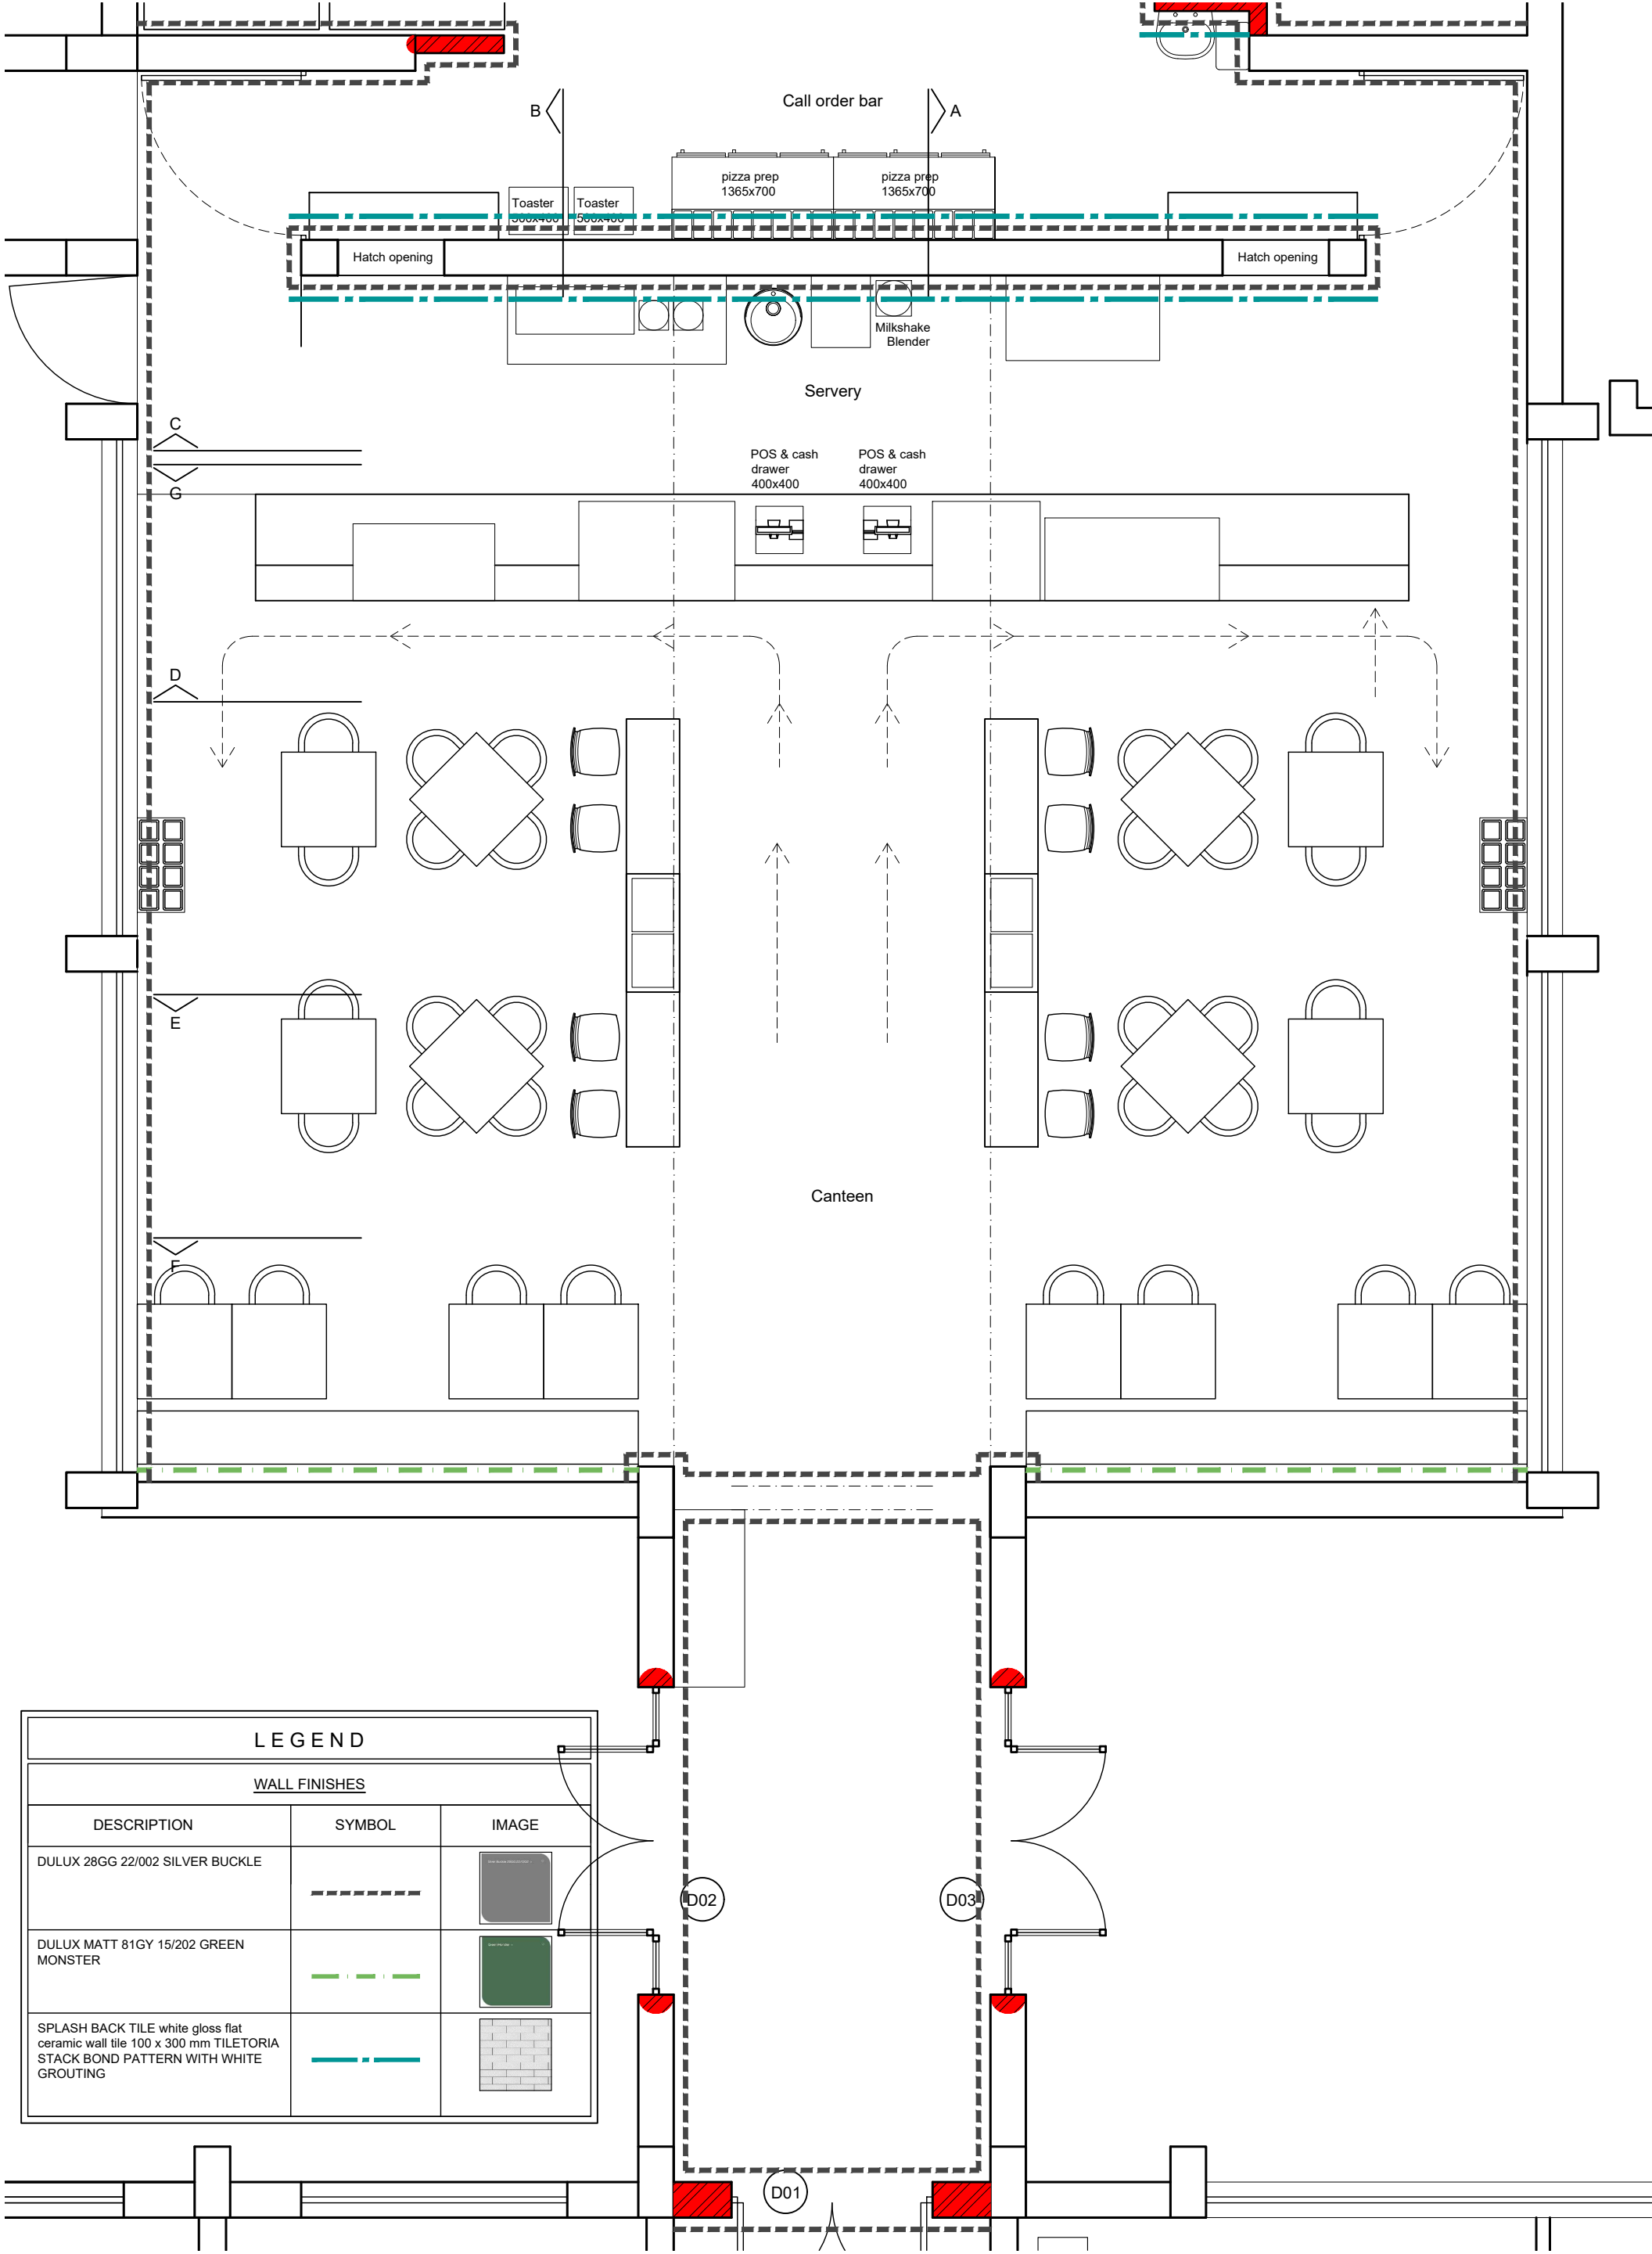 Call order bar
B
A
pizza prep
1365x700
pizza prep
1365x700
Toaster
500x400
Toaster
500x400
Hatch opening
Hatch opening
Milkshake
Blender
Servery
C
G
POS & cash
drawer
400x400
POS & cash
drawer
400x400
D
E
Canteen
F
LEGEND
WALL FINISHES
DESCRIPTION
SYMBOL
IMAGE
DULUX 28GG 22/002 SILVER BUCKLE
DULUX MATT 81GY 15/202 GREEN
MONSTER
SPLASH BACK TILE white gloss flat
ceramic wall tile 100 x 300 mm TILETORIA
STACK BOND PATTERN WITH WHITE
GROUTING
D02
D03
D01